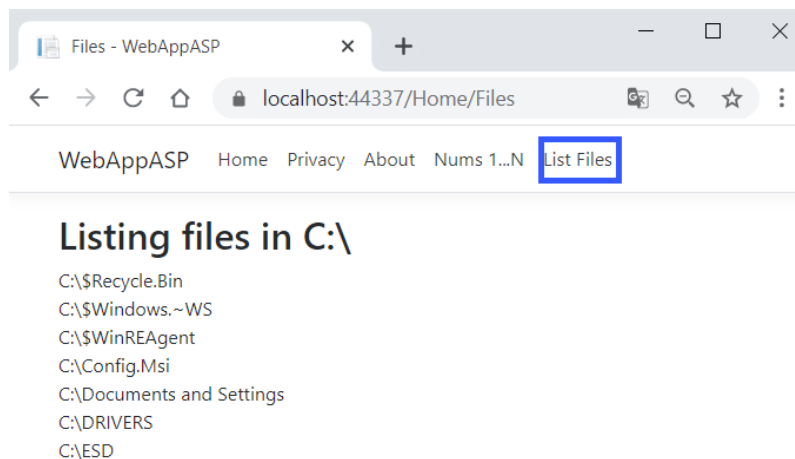 Files - WebAppASP
localhost:44337/Home/Files
WebAppASP Home Privacy About Nums 1...N List Files
Listing files in C:\
C:\$Recycle.Bin
C:\$Windows.~WS
C:\$WinREAgent
C:\Config.Msi
C:\Documents and Settings
C:\DRIVERS
C:\ESD